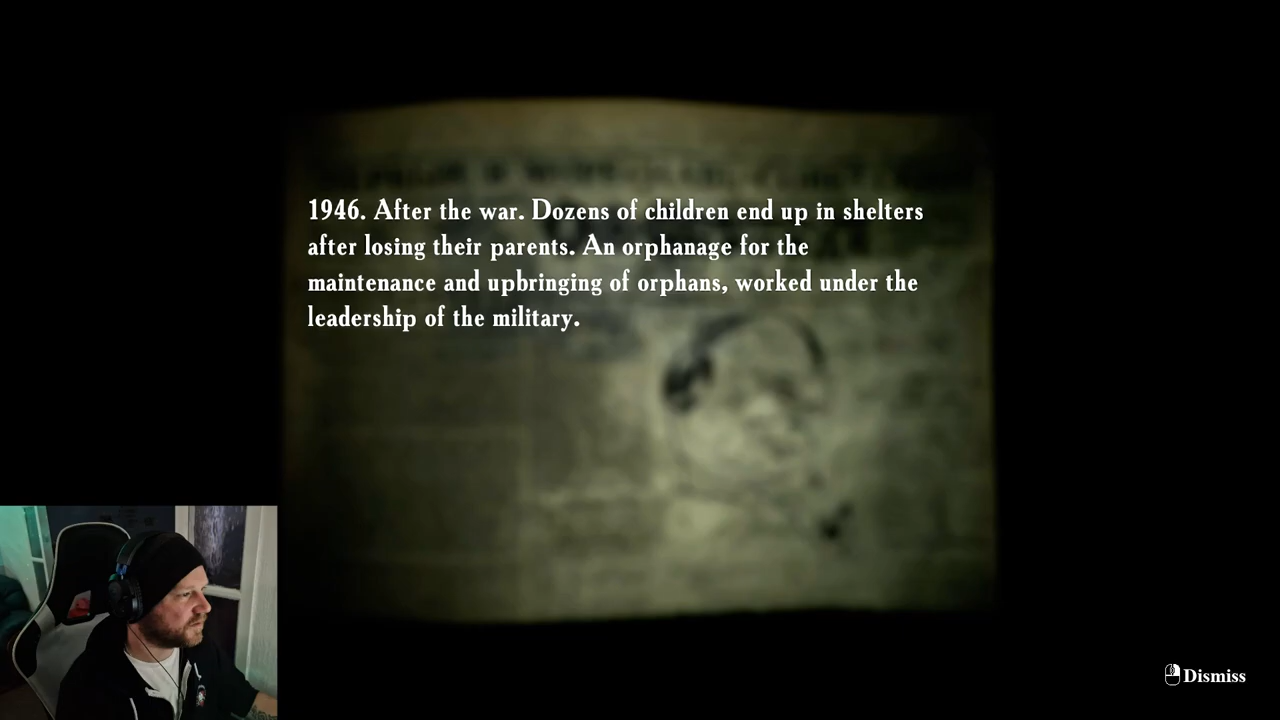 1946. After the war. Dozens of children end up in shelters
after losing their parents. An orphanage for the
maintenance and upbringing of orphans, worked under the
leadership of the military.
Dismiss